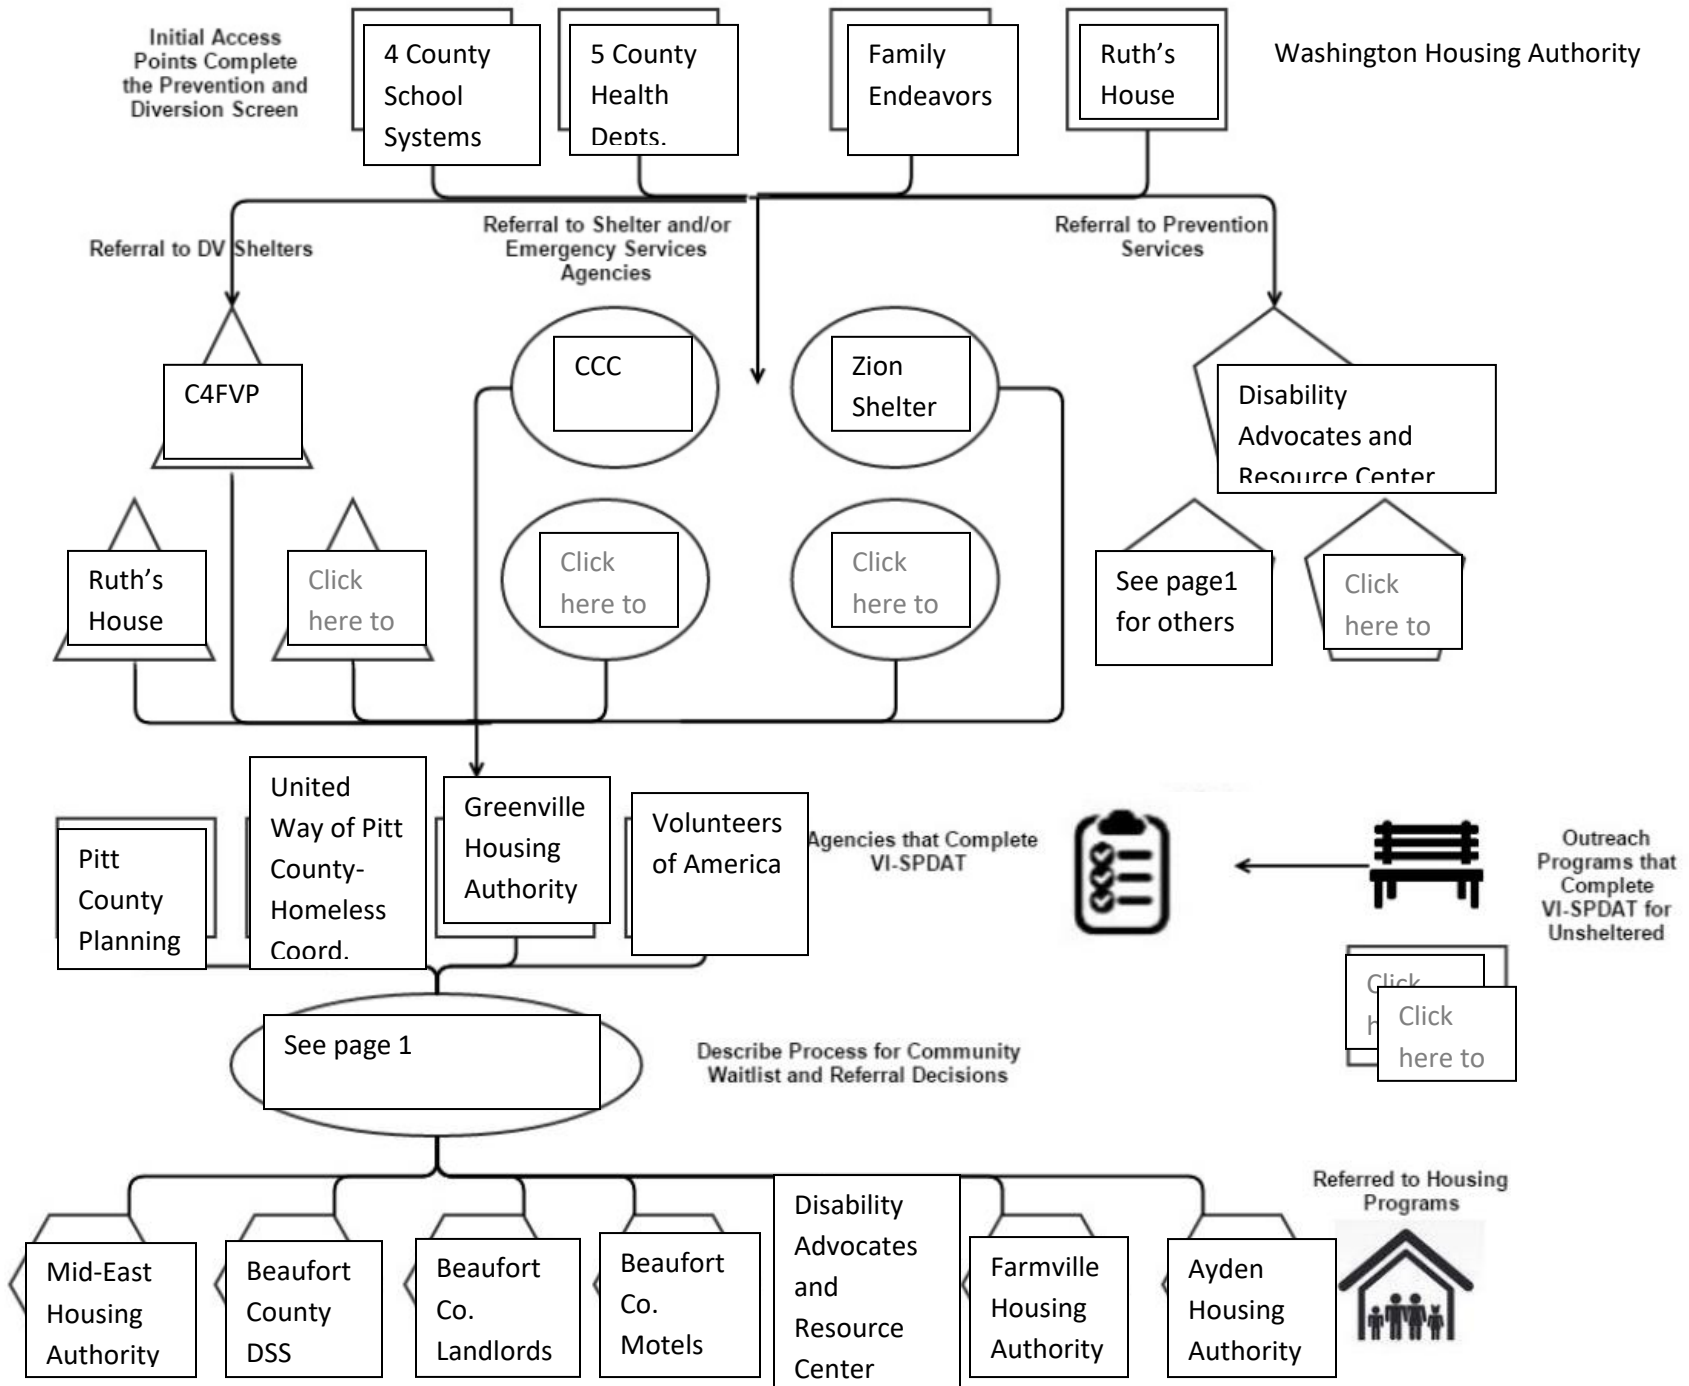 Initial Access
Points Complete
the Prevention and
Diversion Screen
4 County
School
Systems
5 County
Health
Depts.
Family
Endeavors
Ruth's
House
Washington Housing Authority
Referral to DV Shelters
Referral to Shelter and/or
Emergency Services
Agencies
Referral to Prevention
Services
C4FVP
CCC
Zion
Shelter
Disability
Advocates and
Resource Center
Ruth's
House
Click
here to
Click
here to
Click
here to
See page1
for others
Click
here to
Pitt
County
Planning
United
Way of Pitt
County-
Homeless
Coord.
Greenville
Housing
Authority
Volunteers
of America
Agencies that Complete
VI-SPDAT
Outreach
Programs that
Complete
VI-SPDAT for
Unsheltered
Click
h
Click
here to
See page 1
Describe Process for Community
Waitlist and Referral Decisions
Referred to Housing
Programs
Mid-East
Housing
Authority
Beaufort
County
DSS
Beaufort
Co.
Landlords
Beaufort
Co.
Motels
Disability
Advocates
and
Resource
Center
Farmville
Housing
Authority
Ayden
Housing
Authority